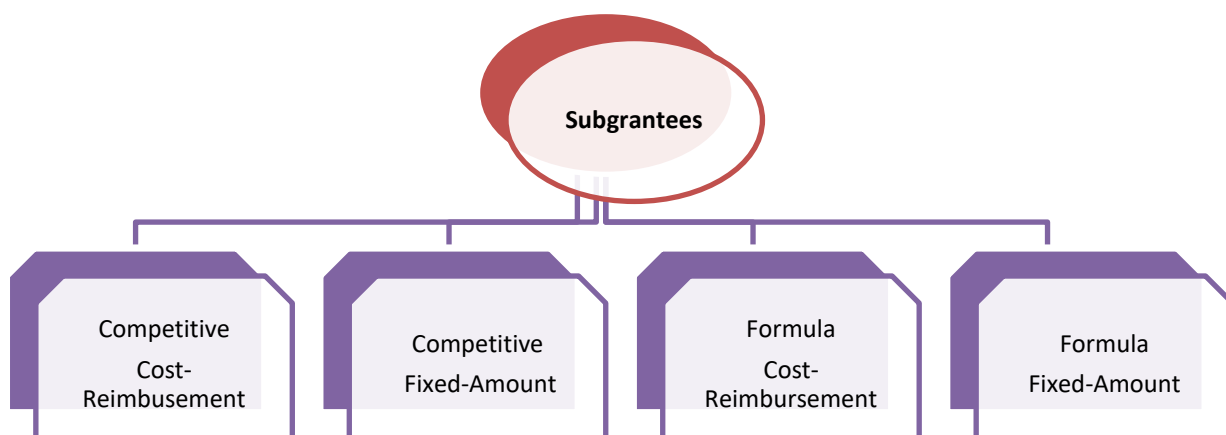 Subgrantees
Competitive
Cost-
Reimbusement
Competitive
Fixed-Amount
Formula
Cost-
Reimbursement
Formula
Fixed-Amount